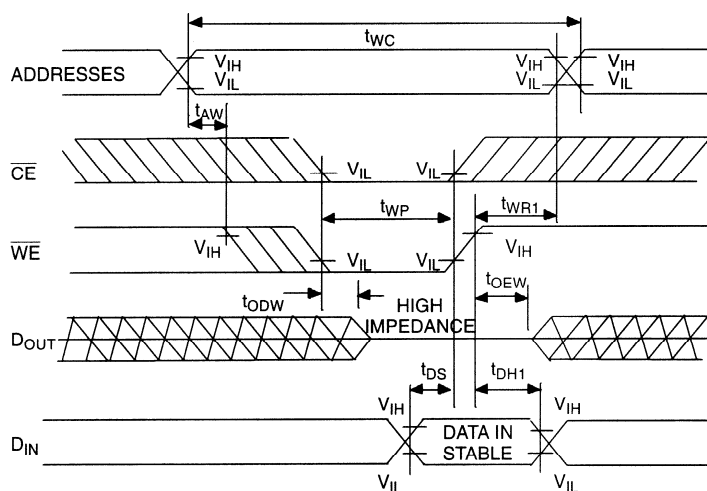 tWC
ADDRESSES
VIH VIH VIH
VIL VIL VIL
tAW
CE VIL VIL
tWP tWR1
WE VIH VIH
VIL VIL
tODW HIGH tOEW
IMPEDANCE
DOUT
tDS tDH1
VIH VIH
DIN DATA IN
STABLE
VIL VIL